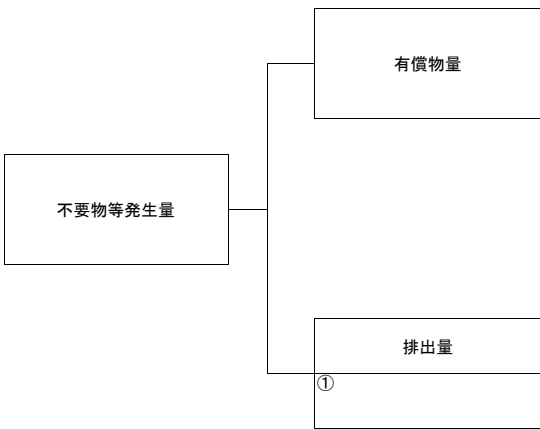 有償物量
不要物等発生量
排出量
①